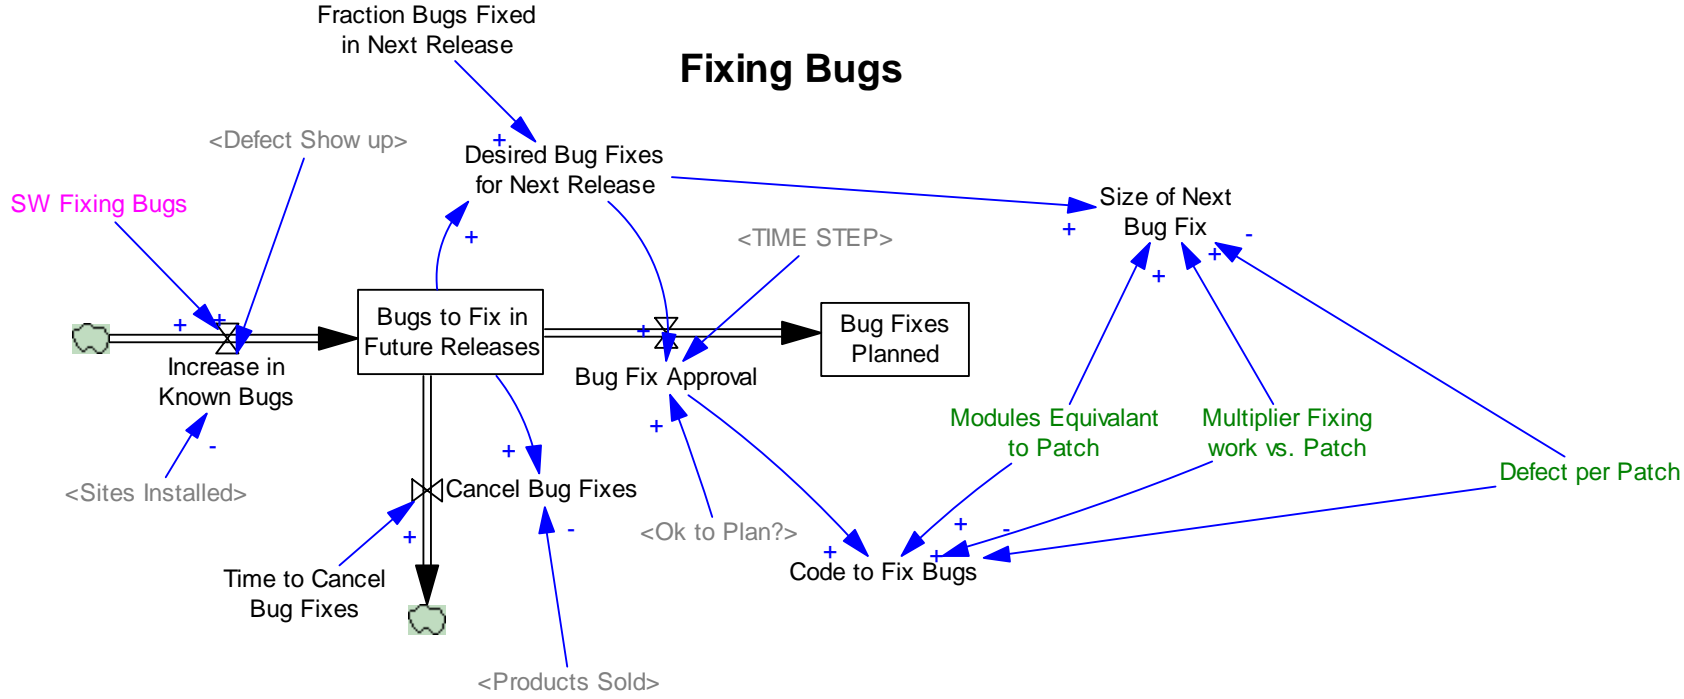 Fraction Bugs Fixed
in Next Release
Fixing Bugs
<Defect Show up>
+
Desired Bug Fixes
for Next Release
SW Fixing Bugs
Size of Next
Bug Fix
+
<TIME STEP>
+
-
+
+
+
+
+
Bugs to Fix in
Future Releases
+
Bug Fixes
Planned
Increase in
Known Bugs
Bug Fix Approval
-
+
+
Modules Equivalant
to Patch
Multiplier Fixing
work vs. Patch
Defect per Patch
<Sites Installed>
Cancel Bug Fixes
+
-
<Ok to Plan?>
+
-
+
+
Code to Fix Bugs
Time to Cancel
Bug Fixes
<Products Sold>